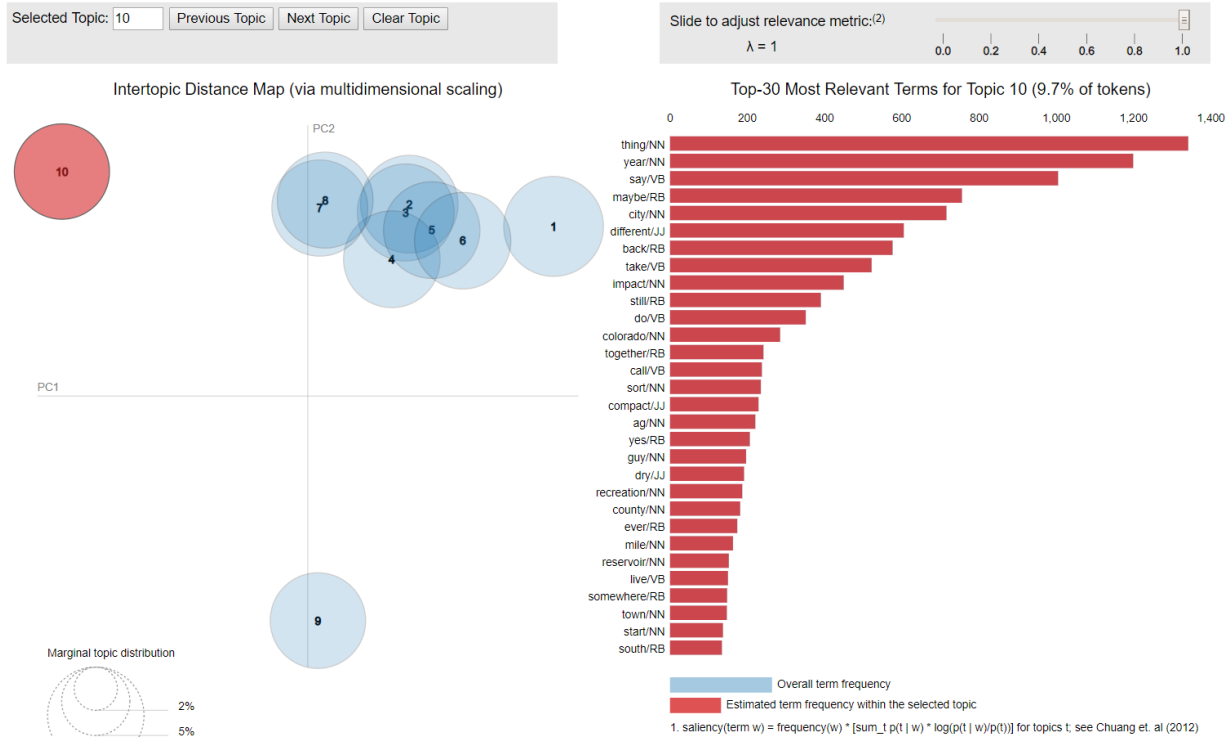 Selected Topic: 10 Previous Topic Next Topic Clear Topic
Slide to adjust relevance metric:(2)
λ = 1
0.0 0.2 0.4 0.6 0.8 1.0
Intertopic Distance Map (via multidimensional scaling)
PC2
PC1
10
8
7
2
3
5
6
4
1
9
Marginal topic distribution
2%
5%
Top-30 Most Relevant Terms for Topic 10 (9.7% of tokens)
0 200 400 600 800 1,000 1,200 1,400
thing/NN
year/NN
say/VB
maybe/RB
city/NN
different/JJ
back/RB
take/VB
impact/NN
still/RB
do/VB
colorado/NN
together/RB
call/VB
sort/NN
compact/JJ
ag/NN
yes/RB
guy/NN
dry/JJ
recreation/NN
county/NN
ever/RB
mile/NN
reservoir/NN
live/VB
somewhere/RB
town/NN
start/NN
south/RB
Overall term frequency
Estimated term frequency within the selected topic
1. saliency(term w) = frequency(w) * [sum_t p(t | w) * log(p(t | w)/p(t))] for topics t; see Chuang et. al (2012)